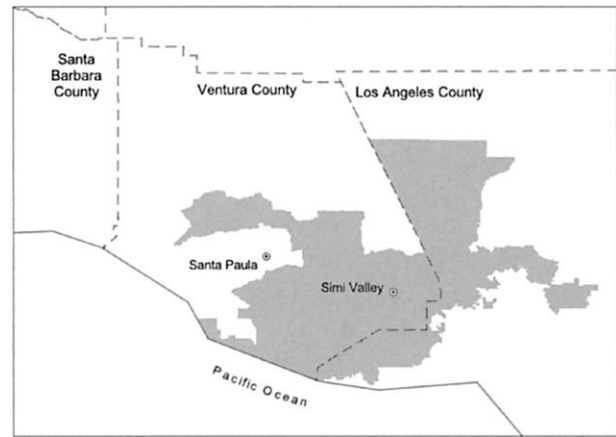 Santa
Barbara
County
Ventura County
Los Angeles County
Santa Paula
Simi Valley
Pacific Ocean